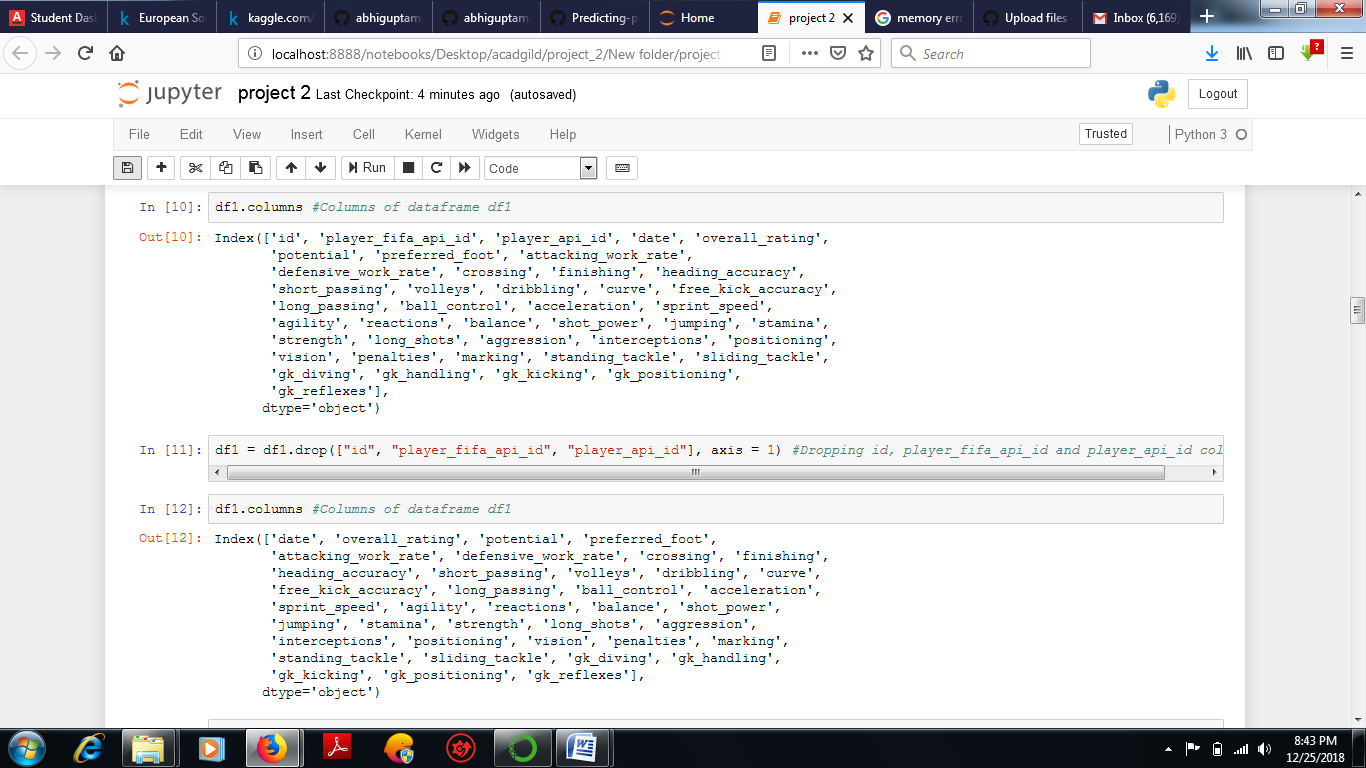 Student Das
European So
kaggle.com/
abhiguptam
abhiguptam
Predicting-p
Home
project 2
memory erro
Upload files
Inbox (6,169)
localhost:8888/notebooks/Desktop/acadgild/project_2/New folder/project
Search
jupyter project 2 Last Checkpoint: 4 minutes ago (autosaved)
Logout
File Edit View Insert Cell Kernel Widgets Help
Trusted
Python 3
Run
Code
In [10]: df1.columns #Columns of dataframe df1
Out[10]: Index(['id', 'player_fifa_api_id', 'player_api_id', 'date', 'overall_rating',
'potential', 'preferred_foot', 'attacking_work_rate',
'defensive_work_rate', 'crossing', 'finishing', 'heading_accuracy',
'short_passing', 'volleys', 'dribbling', 'curve', 'free_kick_accuracy',
'long_passing', 'ball_control', 'acceleration', 'sprint_speed',
'agility', 'reactions', 'balance', 'shot_power', 'jumping', 'stamina',
'strength', 'long_shots', 'aggression', 'interceptions', 'positioning',
'vision', 'penalties', 'marking', 'standing_tackle', 'sliding_tackle',
'gk_diving', 'gk_handling', 'gk_kicking', 'gk_positioning',
'gk_reflexes'],
dtype='object')
In [11]: df1 = df1.drop(["id", "player_fifa_api_id", "player_api_id"], axis = 1) #Dropping id, player_fifa_api_id and player_api_id col
In [12]: df1.columns #Columns of dataframe df1
Out[12]: Index(['date', 'overall_rating', 'potential', 'preferred_foot',
'attacking_work_rate', 'defensive_work_rate', 'crossing', 'finishing',
'heading_accuracy', 'short_passing', 'volleys', 'dribbling', 'curve',
'free_kick_accuracy', 'long_passing', 'ball_control', 'acceleration',
'sprint_speed', 'agility', 'reactions', 'balance', 'shot_power',
'jumping', 'stamina', 'strength', 'long_shots', 'aggression',
'interceptions', 'positioning', 'vision', 'penalties', 'marking',
'standing_tackle', 'sliding_tackle', 'gk_diving', 'gk_handling',
'gk_kicking', 'gk_positioning', 'gk_reflexes'],
dtype='object')
8:43 PM
12/25/2018